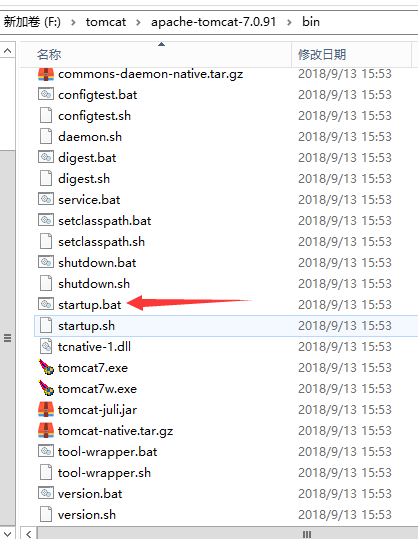 新加卷 (F:) › tomcat › apache-tomcat-7.0.91 › bin
名称 修改日期
commons-daemon-native.tar.gz 2018/9/13 15:53
configtest.bat 2018/9/13 15:53
configtest.sh 2018/9/13 15:53
daemon.sh 2018/9/13 15:53
digest.bat 2018/9/13 15:53
digest.sh 2018/9/13 15:53
service.bat 2018/9/13 15:53
setclasspath.bat 2018/9/13 15:53
setclasspath.sh 2018/9/13 15:53
shutdown.bat 2018/9/13 15:53
shutdown.sh 2018/9/13 15:53
startup.bat 2018/9/13 15:53
startup.sh 2018/9/13 15:53
tcnative-1.dll 2018/9/13 15:53
tomcat7.exe 2018/9/13 15:53
tomcat7w.exe 2018/9/13 15:53
tomcat-juli.jar 2018/9/13 15:53
tomcat-native.tar.gz 2018/9/13 15:53
tool-wrapper.bat 2018/9/13 15:53
tool-wrapper.sh 2018/9/13 15:53
version.bat 2018/9/13 15:53
version.sh 2018/9/13 15:53